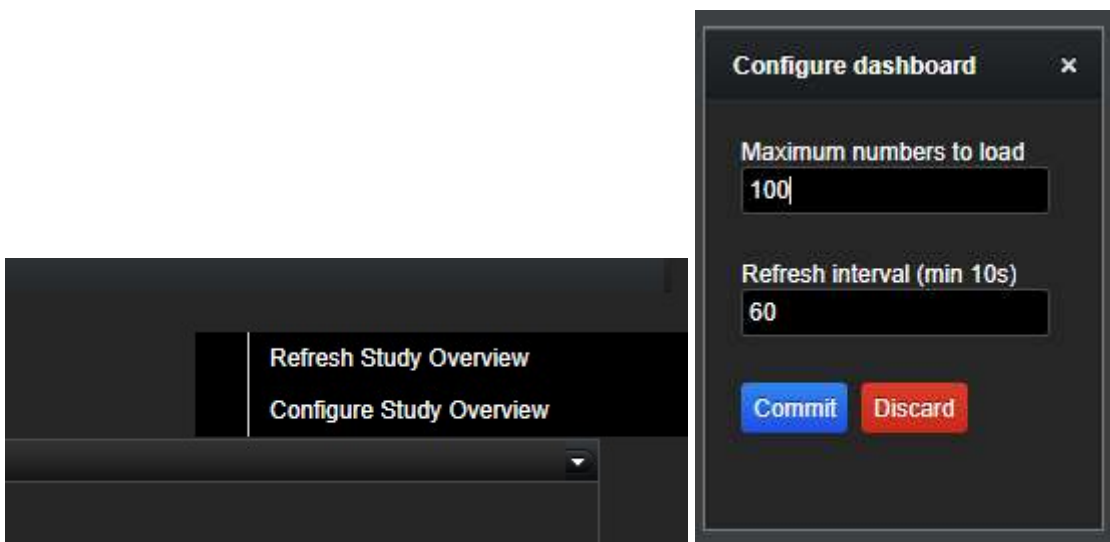 Refresh Study Overview
Configure Study Overview
Configure dashboard ×
Maximum numbers to load
100
Refresh interval (min 10s)
60
Commit Discard